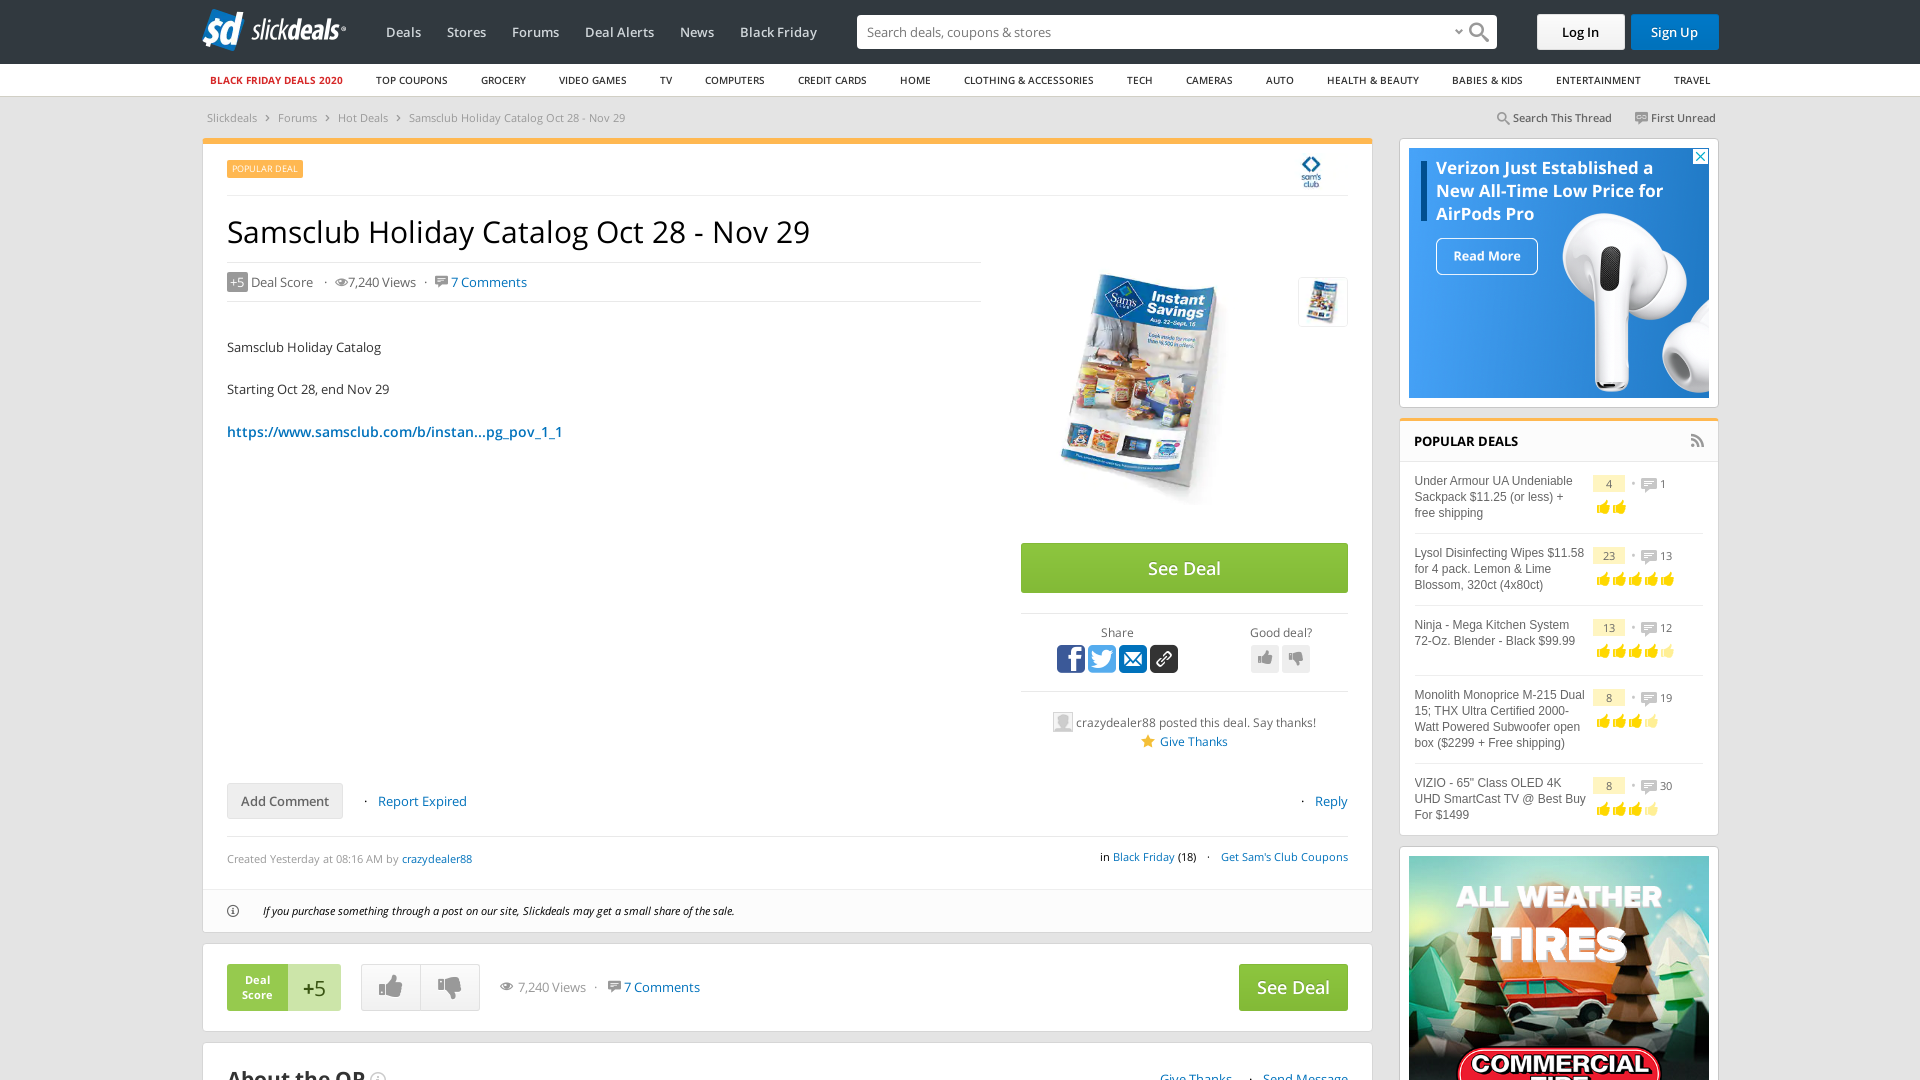 slickdeals
Deals
Stores
Forums
Deal Alerts
News
Black Friday
Search deals, coupons & shops
Log In
Sign Up
BLACK FRIDAY DEALS 2020
TOP COUPONS
GROCERY
VIDEO GAMES
TV
COMPUTERS
CREDIT CARDS
HOME
CLOTHING & ACCESSORIES
TECH
CAMERAS
AUTO
HEALTH & BEAUTY
BABIES & KIDS
ENTERTAINMENT
TRAVEL
Slickdeals › Forums › Hot Deals › Samsclub Holiday Catalog Oct 28 - Nov 29
Search This Thread
First Unread
POPULAR DEAL
sam's
club
Samsclub Holiday Catalog Oct 28 - Nov 29
+5 Deal Score · 7,240 Views · 7 Comments
Samsclub Holiday Catalog
Starting Oct 28, end Nov 29
https://www.samsclub.com/b/instan...pg_pov_1_1
Sam's
Instant
Savings
Aug. 22-Sept. 16
See Deal
Share
Good deal?
crazydealer88 posted this deal. Say thanks!
Give Thanks
Add Comment · Report Expired
· Reply
Created Yesterday at 08:16 AM by crazydealer88
in Black Friday (18) · Get Sam's Club Coupons
If you purchase something through a post on our site, Slickdeals may get a small share of the sale.
Deal
Score
+5
7,240 Views · 7 Comments
See Deal
About the OP
Give Thanks · Send Message
Verizon Just Established a
New All-Time Low Price for
AirPods Pro
Read More
POPULAR DEALS
Under Armour UA Undeniable
Sackpack $11.25 (or less) +
free shipping
4 · 1
Lysol Disinfecting Wipes $11.58
for 4 pack. Lemon & Lime
Blossom, 320ct (4x80ct)
23 · 13
Ninja - Mega Kitchen System
72-Oz. Blender - Black $99.99
13 · 12
Monolith Monoprice M-215 Dual
15; THX Ultra Certified 2000-
Watt Powered Subwoofer open
box ($2299 + Free shipping)
8 · 19
VIZIO - 65" Class OLED 4K
UHD SmartCast TV @ Best Buy
For $1499
8 · 30
ALL WEATHER
TIRES
COMMERCIAL
TIRE